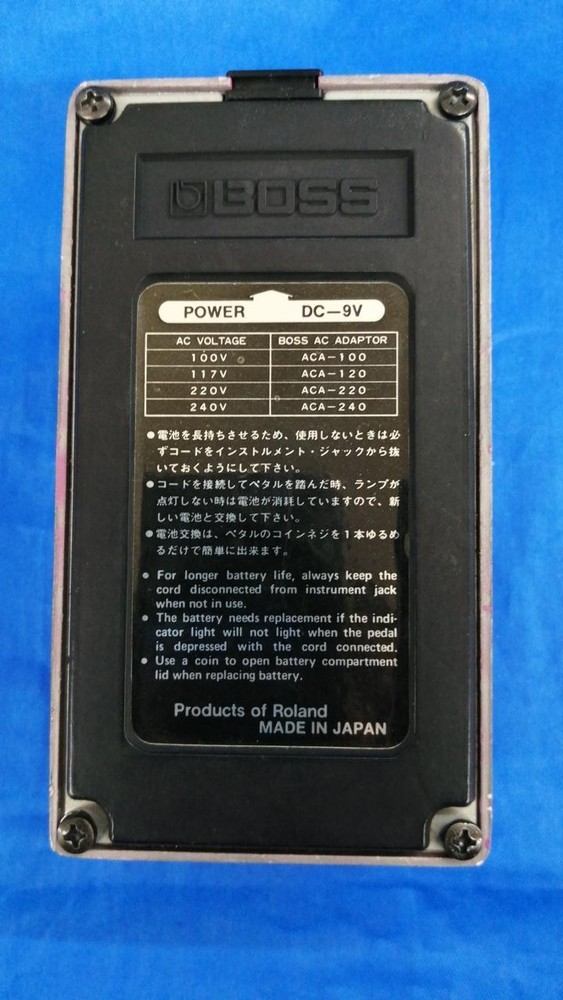 BOSS
POWER DC—9V
AC VOLTAGE BOSS AC ADAPTOR
100V ACA-100
117V ACA-120
220V ACA-220
240V ACA-240
●電池を長持ちさせるため、使用しないときは必
ずコードをインストルメント・ジャックから抜
いておくようにして下さい。
●コードを接続してペタルを踏んだ時、ランプが
点灯しない時は電池が消耗していますので、新
しい電池と交換して下さい。
●電池交換は、ペタルのコインネジを1本ゆるめ
るだけで簡単に出来ます。
● For longer battery life, always keep the
cord disconnected from instrument jack
when not in use.
● The battery needs replacement if the indi-
cator light will not light when the pedal
is depressed with the cord connected.
● Use a coin to open battery compartment
lid when replacing battery.
Products of Roland
MADE IN JAPAN